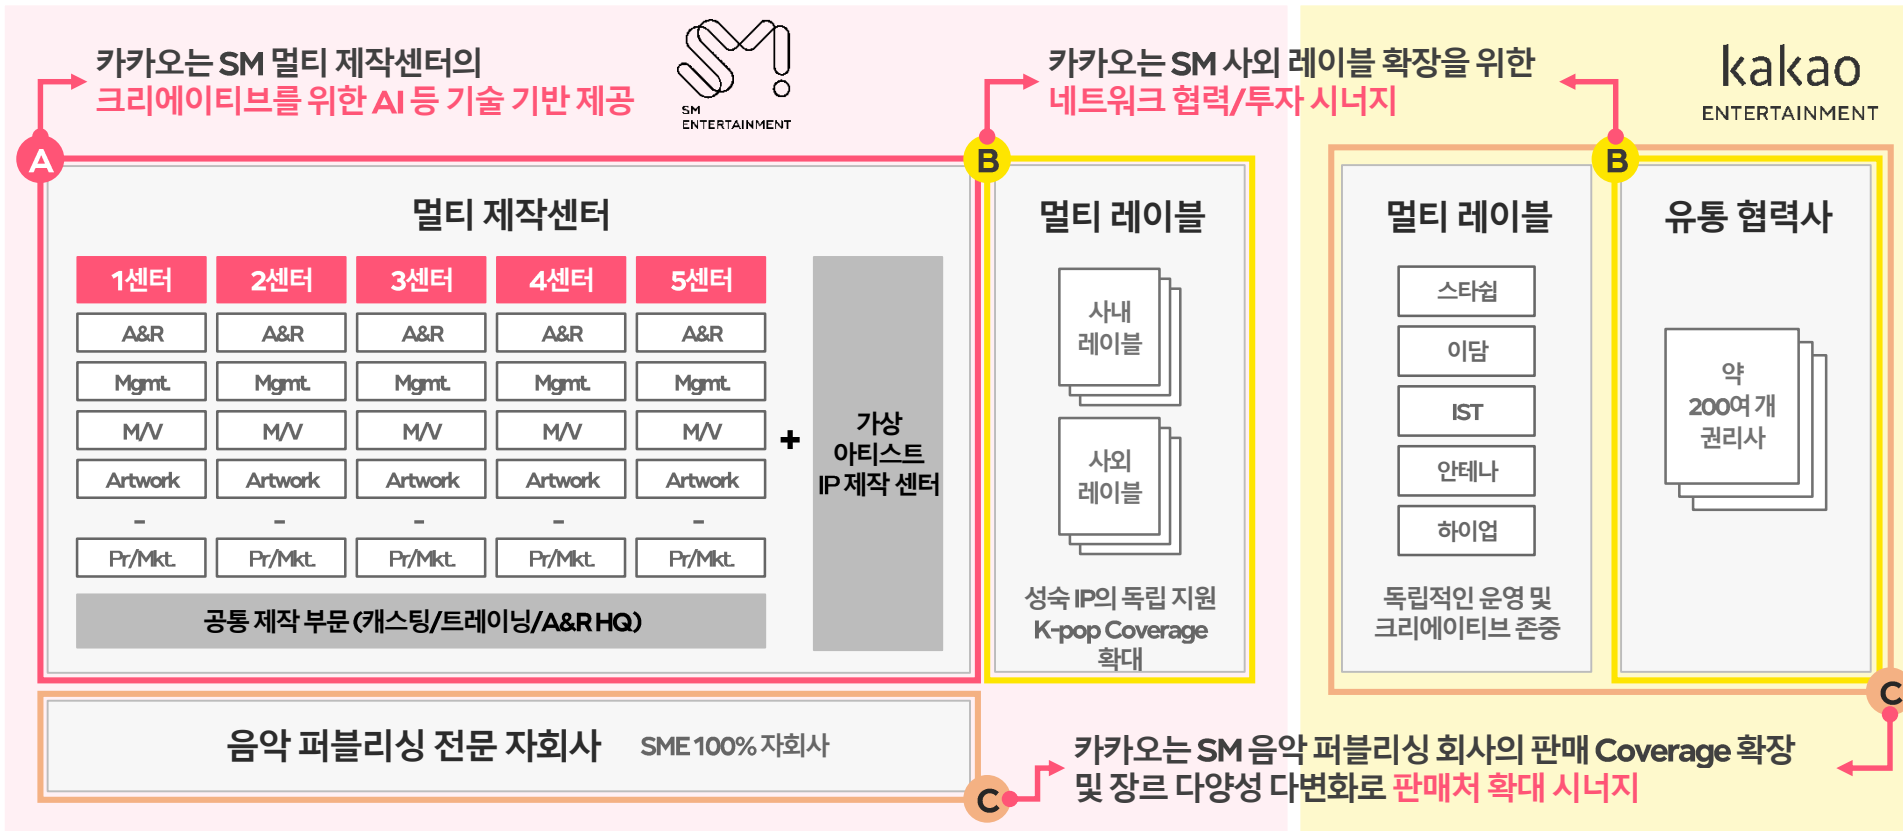 카카오는 SM 멀티 제작센터의
크리에이티브를 위한 AI 등 기술 기반 제공
SM
ENTERTAINMENT
카카오는 SM 사외 레이블 확장을 위한
네트워크 협력/투자 시너지
kakao
ENTERTAINMENT
A
B
B
멀티 제작센터
1센터 2센터 3센터 4센터 5센터
A&R A&R A&R A&R A&R
Mgmt. Mgmt. Mgmt. Mgmt. Mgmt.
M/V M/V M/V M/V M/V
Artwork Artwork Artwork Artwork Artwork
- - - - -
Pr/Mkt. Pr/Mkt. Pr/Mkt. Pr/Mkt. Pr/Mkt.
공통 제작 부문 (캐스팅/트레이닝/A&R HQ)
+
가상
아티스트
IP 제작 센터
멀티 레이블
사내
레이블
사외
레이블
성숙 IP의 독립 지원
K-pop Coverage
확대
멀티 레이블
스타쉽
이담
IST
안테나
하이업
독립적인 운영 및
크리에이티브 존중
유통 협력사
약
200여 개
권리사
C
음악 퍼블리싱 전문 자회사 SME 100% 자회사
C
카카오는 SM 음악 퍼블리싱 회사의 판매 Coverage 확장
및 장르 다양성 다변화로 판매처 확대 시너지